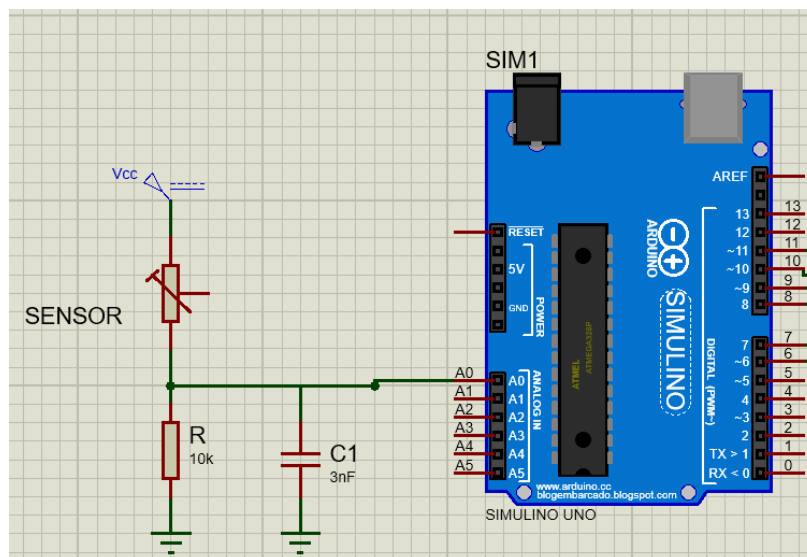 SIM1
Vcc
SENSOR
R
10k
C1
3nF
RESET
5V
POWER
GND
A0
A1
A2
A3
A4
A5
A0
A1
A2
A3
A4
A5
ANALOG IN
ATMEL
ATMEGA328P
ARDUINO
SIMULINO
AREF
13
12
~11
~10
~9
8
13
12
11
10
9
8
DIGITAL (PWM~)
7
~6
~5
4
~3
2
TX > 1
RX < 0
7
6
5
4
3
2
1
0
www.arduino.cc
blogembarcado.blogspot.com
SIMULINO UNO